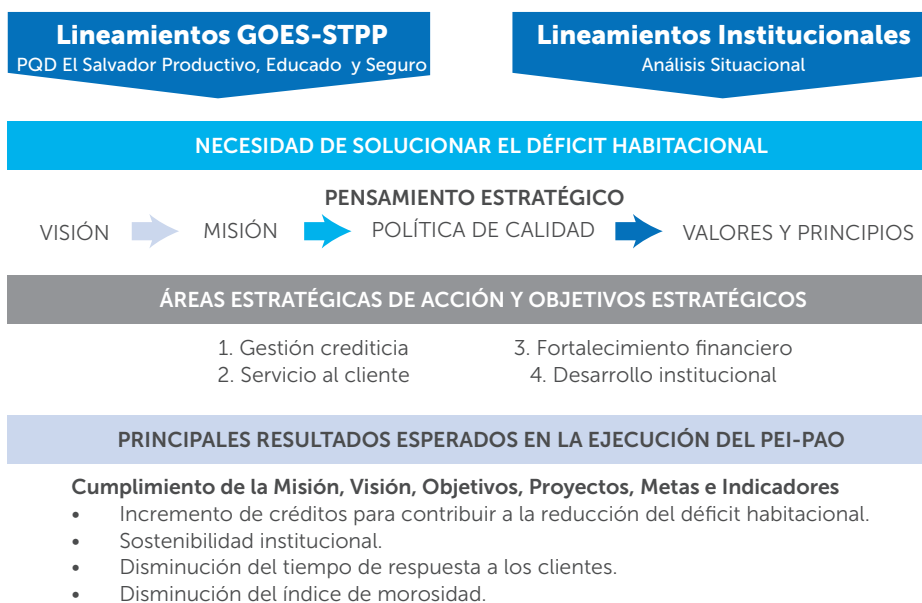 Lineamientos GOES-STPP
PQD El Salvador Productivo, Educado y Seguro
Lineamientos Institucionales
Análisis Situacional
NECESIDAD DE SOLUCIONAR EL DÉFICIT HABITACIONAL
PENSAMIENTO ESTRATÉGICO
VISIÓN MISIÓN POLÍTICA DE CALIDAD VALORES Y PRINCIPIOS
ÁREAS ESTRATÉGICAS DE ACCIÓN Y OBJETIVOS ESTRATÉGICOS
1. Gestión crediticia
2. Servicio al cliente
3. Fortalecimiento financiero
4. Desarrollo institucional
PRINCIPALES RESULTADOS ESPERADOS EN LA EJECUCIÓN DEL PEI-PAO
Cumplimiento de la Misión, Visión, Objetivos, Proyectos, Metas e Indicadores
• Incremento de créditos para contribuir a la reducción del déficit habitacional.
• Sostenibilidad institucional.
• Disminución del tiempo de respuesta a los clientes.
• Disminución del índice de morosidad.